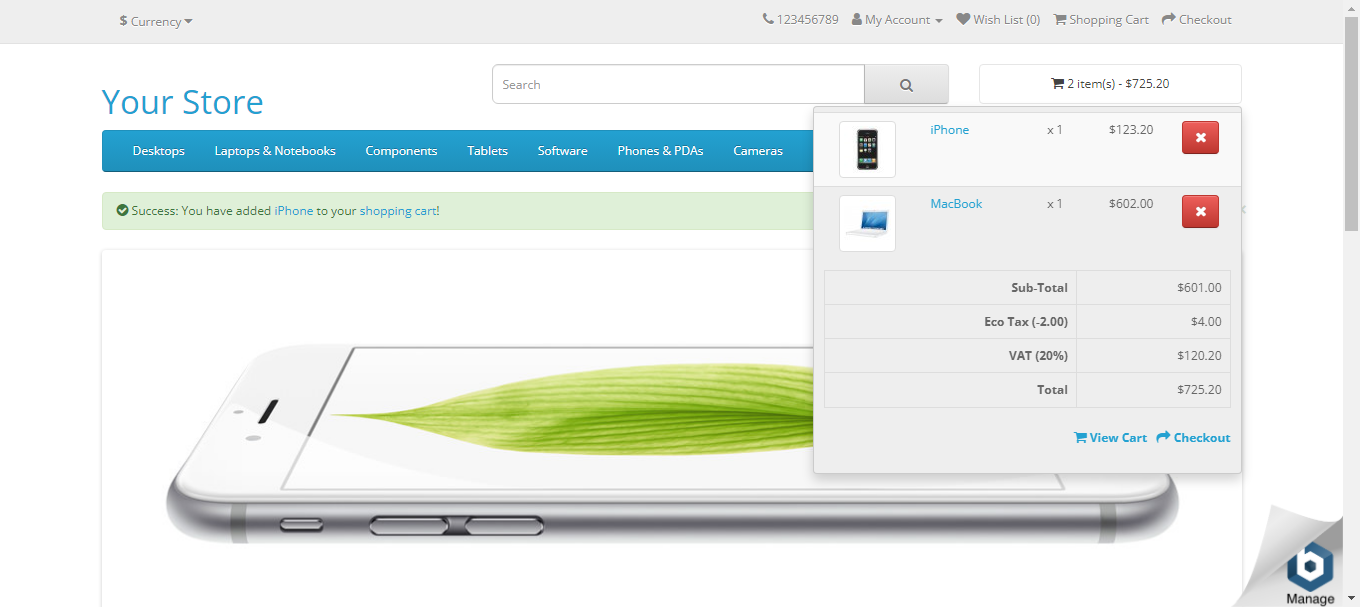 $ Currency
123456789 My Account Wish List (0) Shopping Cart Checkout
Your Store
Search
2 item(s) - $725.20
Desktops Laptops & Notebooks Components Tablets Software Phones & PDAs Cameras
iPhone x 1 $123.20
MacBook x 1 $602.00
Success: You have added iPhone to your shopping cart!
Sub-Total $601.00
Eco Tax (-2.00) $4.00
VAT (20%) $120.20
Total $725.20
View Cart Checkout
b
Manage